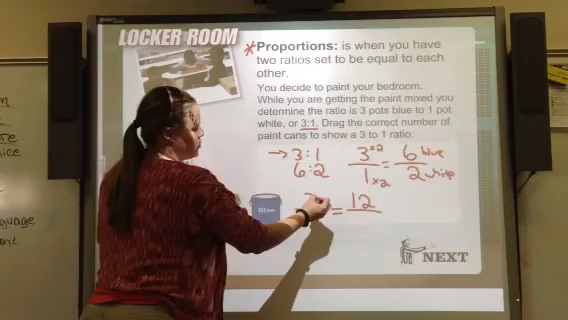 LOCKER ROOM
*Proportions: is when you have
two ratios set to be equal to each
other.
You decide to paint your bedroom.
While you are getting the paint mixed you
determine the ratio is 3 pots blue to 1 pot
white, or 3:1. Drag the correct number of
paint cans to show a 3 to 1 ratio.
→ 3:1
6:2
3 ×2 = 6 blue
1 ×2 2 white
Blue
= 12
NEXT